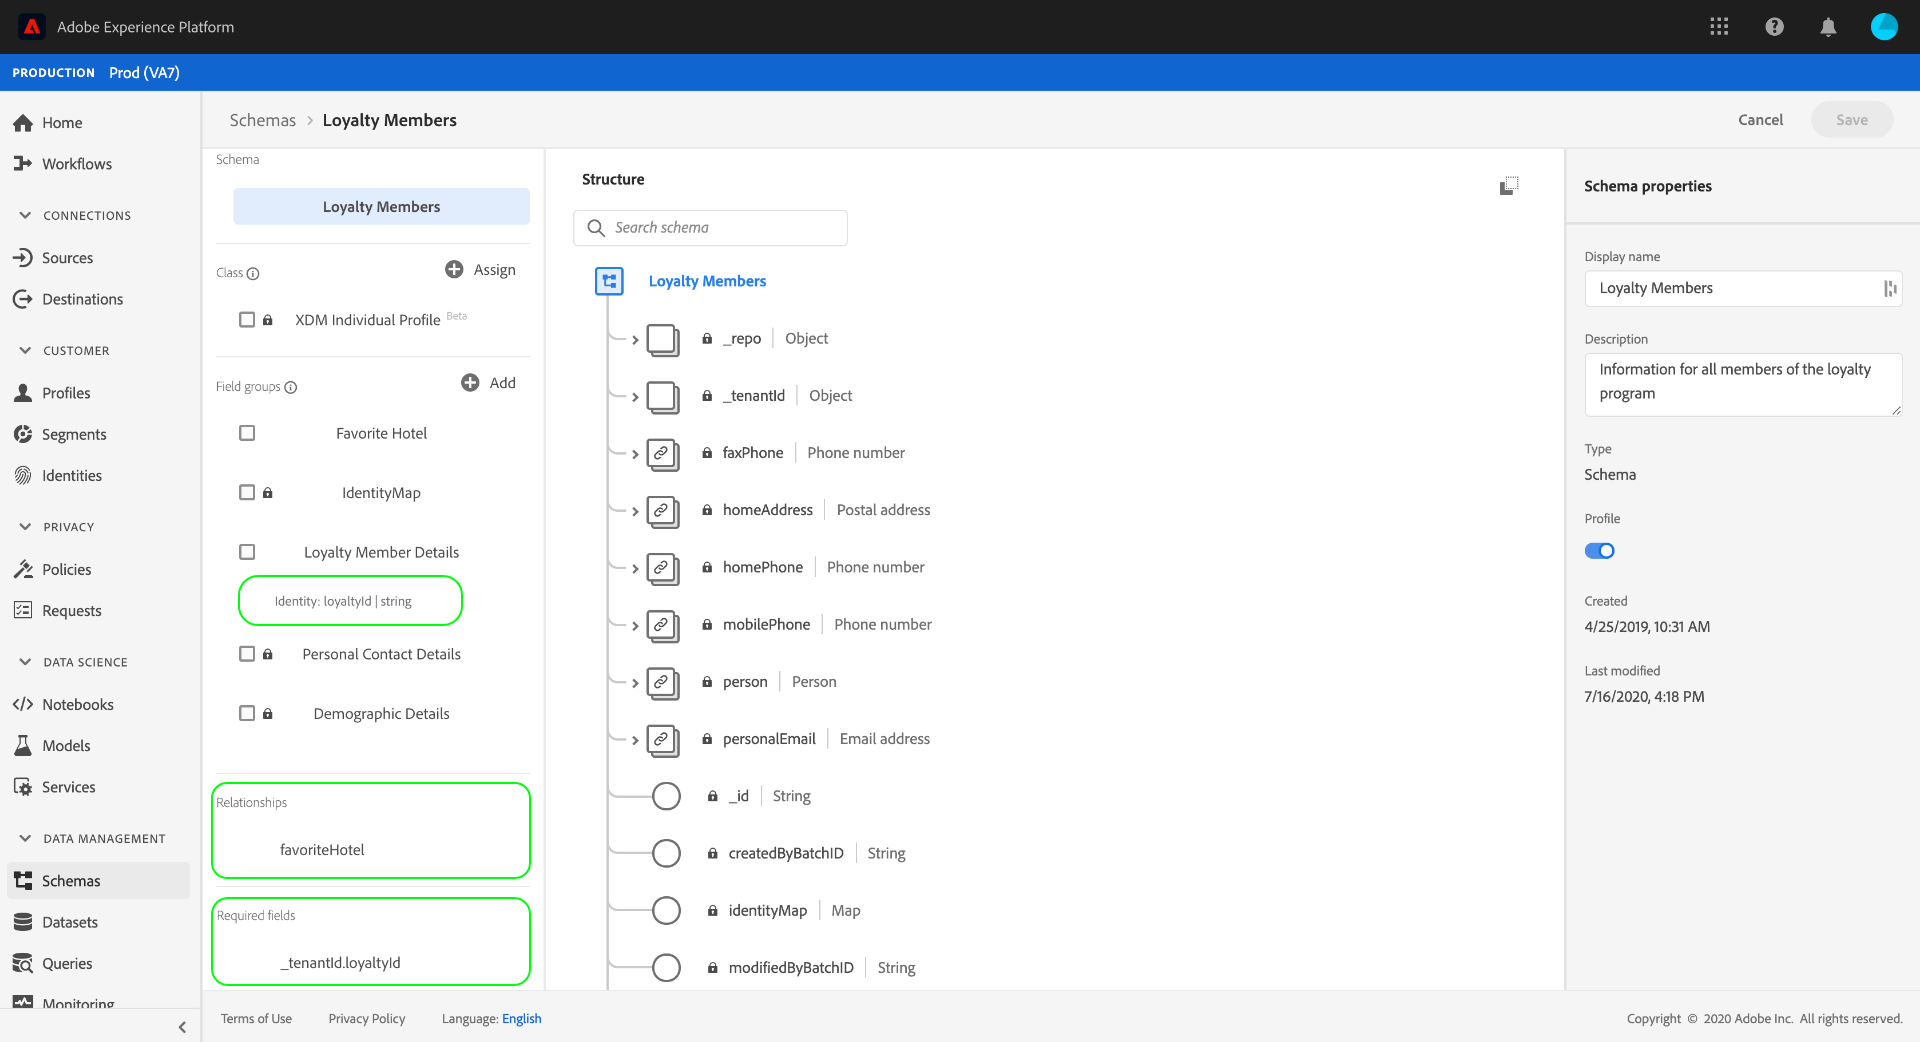 Adobe Experience Platform
PRODUCTION Prod (VA7)
Home
Workflows
CONNECTIONS
Sources
Destinations
CUSTOMER
Profiles
Segments
Identities
PRIVACY
Policies
Requests
DATA SCIENCE
Notebooks
Models
Services
DATA MANAGEMENT
Schemas
Datasets
Queries
Monitoring
Schemas > Loyalty Members
Cancel
Save
Schema
Loyalty Members
Class
Assign
XDM Individual Profile Beta
Field groups
Add
Favorite Hotel
IdentityMap
Loyalty Member Details
Identity: loyaltyId | string
Personal Contact Details
Demographic Details
Relationships
favoriteHotel
Required fields
_tenantId.loyaltyId
Structure
Search schema
Loyalty Members
_repo | Object
_tenantId | Object
faxPhone | Phone number
homeAddress | Postal address
homePhone | Phone number
mobilePhone | Phone number
person | Person
personalEmail | Email address
_id | String
createdByBatchID | String
identityMap | Map
modifiedByBatchID | String
Schema properties
Display name
Loyalty Members
Description
Information for all members of the loyalty
program
Type
Schema
Profile
Created
4/25/2019, 10:31 AM
Last modified
7/16/2020, 4:18 PM
Terms of Use
Privacy Policy
Language: English
Copyright © 2020 Adobe Inc. All rights reserved.